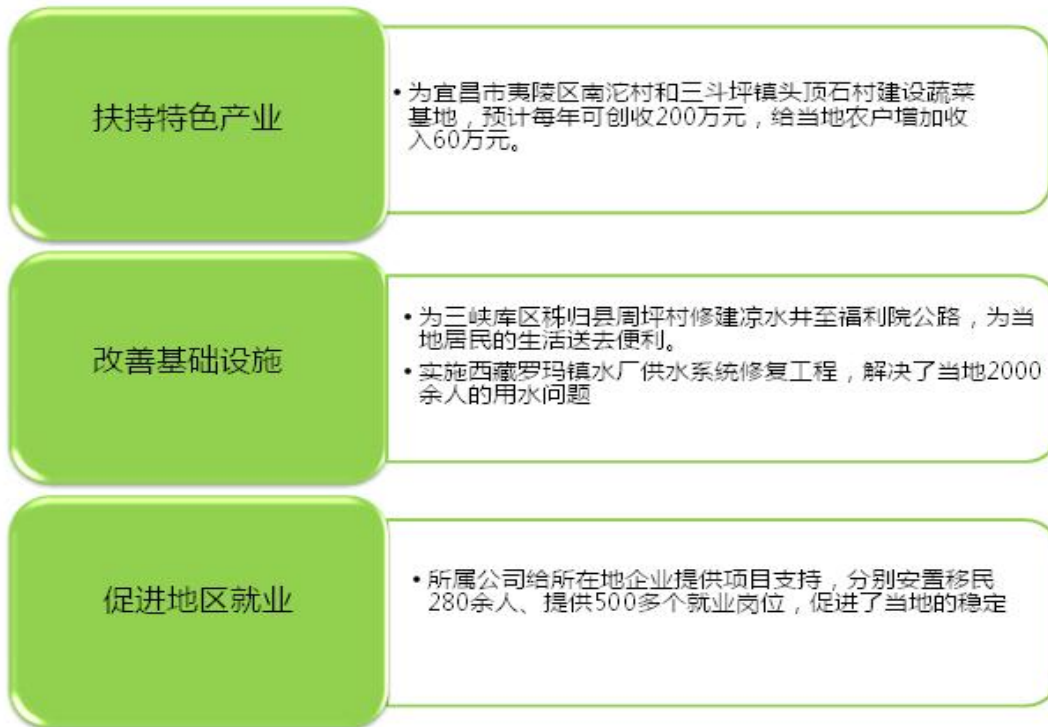 扶持特色产业
• 为宜昌市夷陵区南沱村和三斗坪镇头顶石村建设蔬菜
基地，预计每年可创收200万元，给当地农户增加收
入60万元。
改善基础设施
• 为三峡库区秭归县周坪村修建凉水井至福利院公路，为当
地居民的生活送去便利。
• 实施西藏罗玛镇水厂供水系统修复工程，解决了当地2000
余人的用水问题
促进地区就业
• 所属公司给所在地企业提供项目支持，分别安置移民
280余人、提供500多个就业岗位，促进了当地的稳定